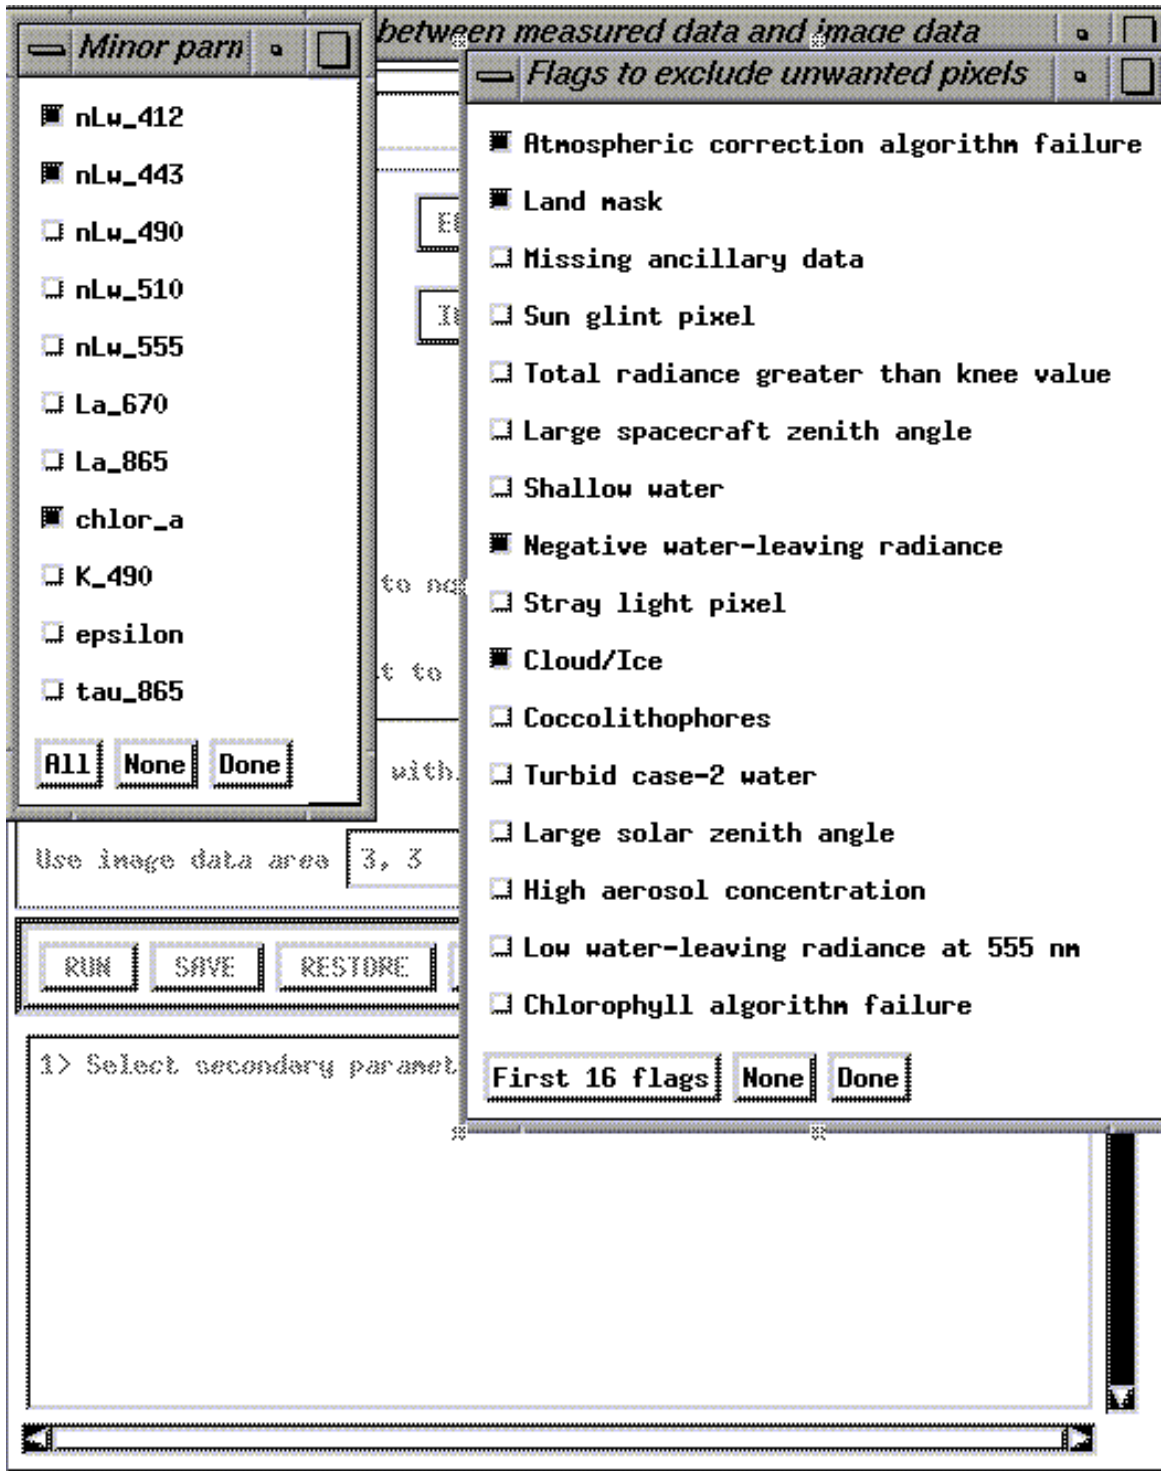 Minor parm
between measured data and image data
Flags to exclude unwanted pixels
nLw_412
nLw_443
nLw_490
nLw_510
nLw_555
La_670
La_865
chlor_a
K_490
epsilon
tau_865
All None Done
Atmospheric correction algorithm failure
Land mask
Missing ancillary data
Sun glint pixel
Total radiance greater than knee value
Large spacecraft zenith angle
Shallow water
Negative water-leaving radiance
Stray light pixel
Cloud/Ice
Coccolithophores
Turbid case-2 water
Large solar zenith angle
High aerosol concentration
Low water-leaving radiance at 555 nm
Chlorophyll algorithm failure
First 16 flags None Done
to
t to
with
Use image data area 3, 3
RUN SAVE RESTORE
1> Select secondary paramet